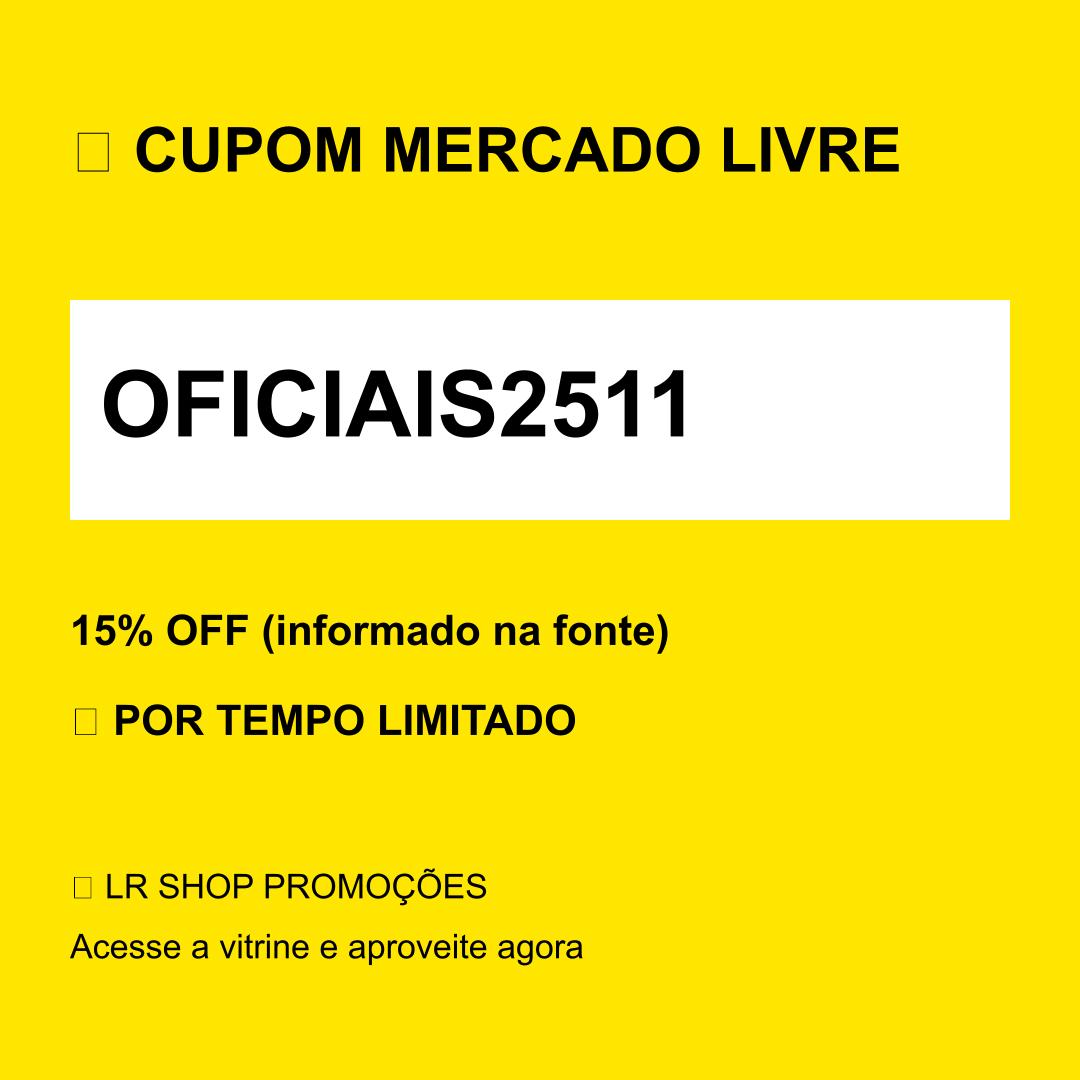 CUPOM MERCADO LIVRE
OFICIAIS2511
15% OFF (informado na fonte)
POR TEMPO LIMITADO
LR SHOP PROMOÇÕES
Acesse a vitrine e aproveite agora